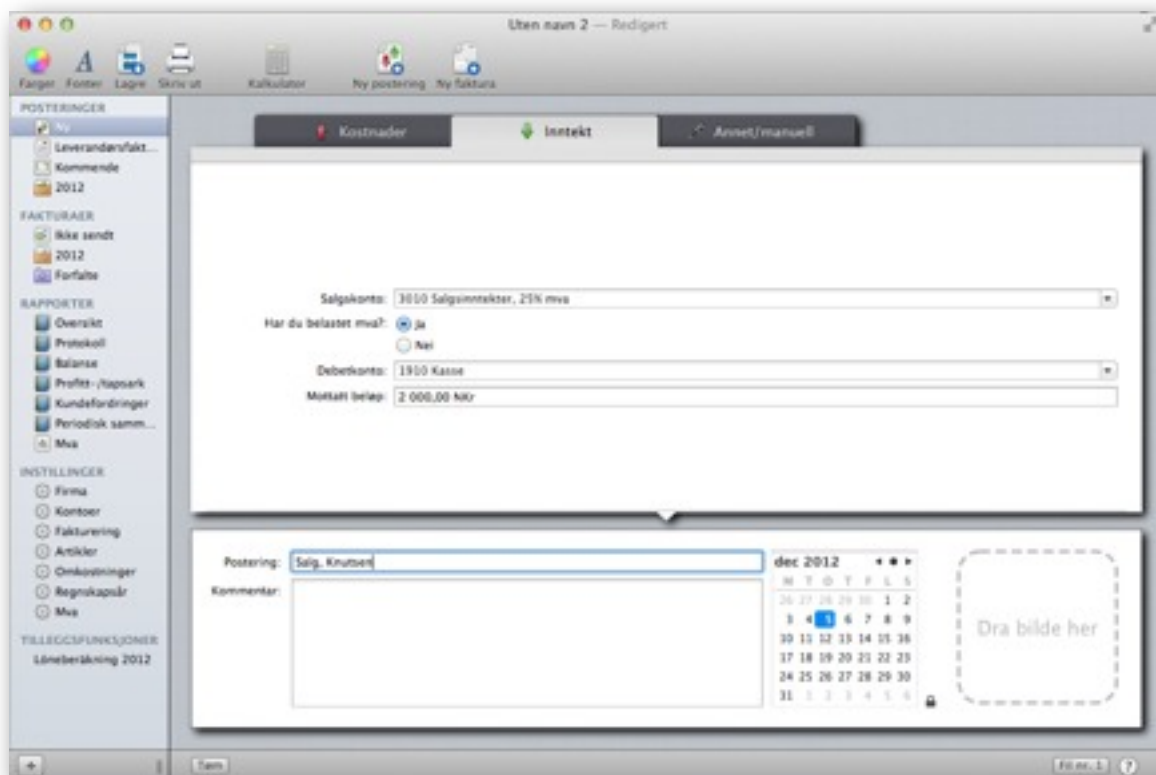 Uten navn 2 — Redigert
Farger Fonter Lagre Skriv ut Kalkulator Ny postering Ny faktura
POSTERINGER
Ny
Leverandørsfakt...
Kommende
2012
FAKTURAER
Ikke sendt
2012
Forfalte
RAPPORTER
Oversikt
Protokoll
Balanse
Profitt-/tapsark
Kundefordringer
Periodisk samm...
Mva
INSTILLINGER
Firma
Kontoer
Fakturering
Artikler
Omkostninger
Regnskapsår
Mva
TILLEGGSFUNKSJONER
Löneberäkning 2012
Kostnader Inntekt Annet/manuell
Salgskonto: 3010 Salgsinntekter, 25% mva
Har du belastet mva?: Ja
Nei
Debetkonto: 1910 Kasse
Mottatt beløp: 2 000,00 NKr
Postering: Salg, Knutsen
Kommentar:
dec 2012
M T O T F L S
26 27 28 29 30 1 2
3 4 5 6 7 8 9
10 11 12 13 14 15 16
17 18 19 20 21 22 23
24 25 26 27 28 29 30
31 1 2 3 4 5 6
Dra bilde her
+ Tøm Fil nr. 1 ?